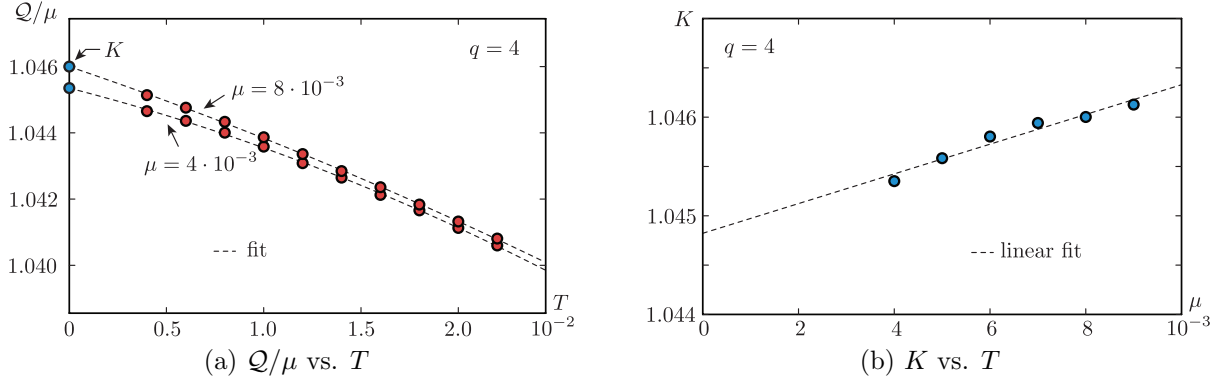 𝒬/μ
K
q = 4
1.046
μ = 8 · 10⁻³
1.044
μ = 4 · 10⁻³
1.042
fit
1.040
T
0 0.5 1.0 1.5 2.0 10⁻²
(a) 𝒬/μ vs. T
K
q = 4
1.046
1.045
linear fit
1.044
μ
0 2 4 6 8 10⁻³
(b) K vs. T